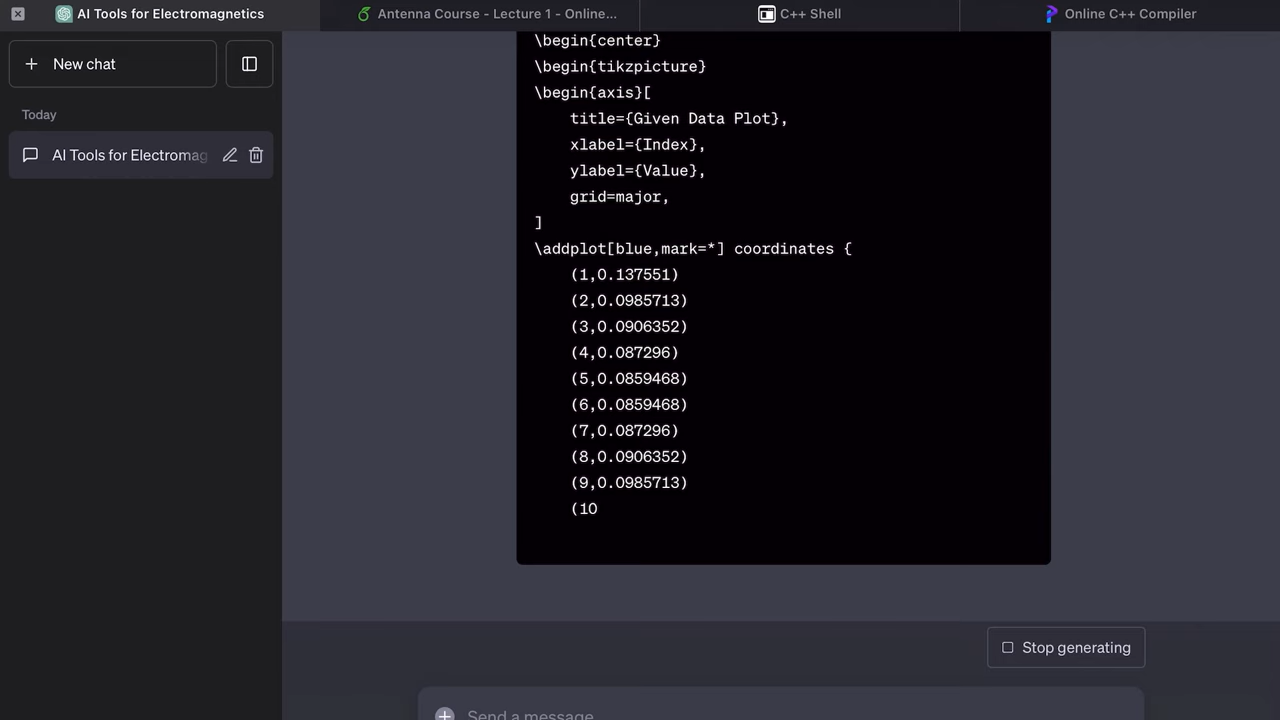 AI Tools for Electromagnetics
Antenna Course - Lecture 1 - Online...
C++ Shell
Online C++ Compiler
New chat
Today
AI Tools for Electromag
\begin{center}
\begin{tikzpicture}
\begin{axis}[
title={Given Data Plot},
xlabel={Index},
ylabel={Value},
grid=major,
]
\addplot[blue,mark=*] coordinates {
(1,0.137551)
(2,0.0985713)
(3,0.0906352)
(4,0.087296)
(5,0.0859468)
(6,0.0859468)
(7,0.087296)
(8,0.0906352)
(9,0.0985713)
(10
Stop generating
Send a message